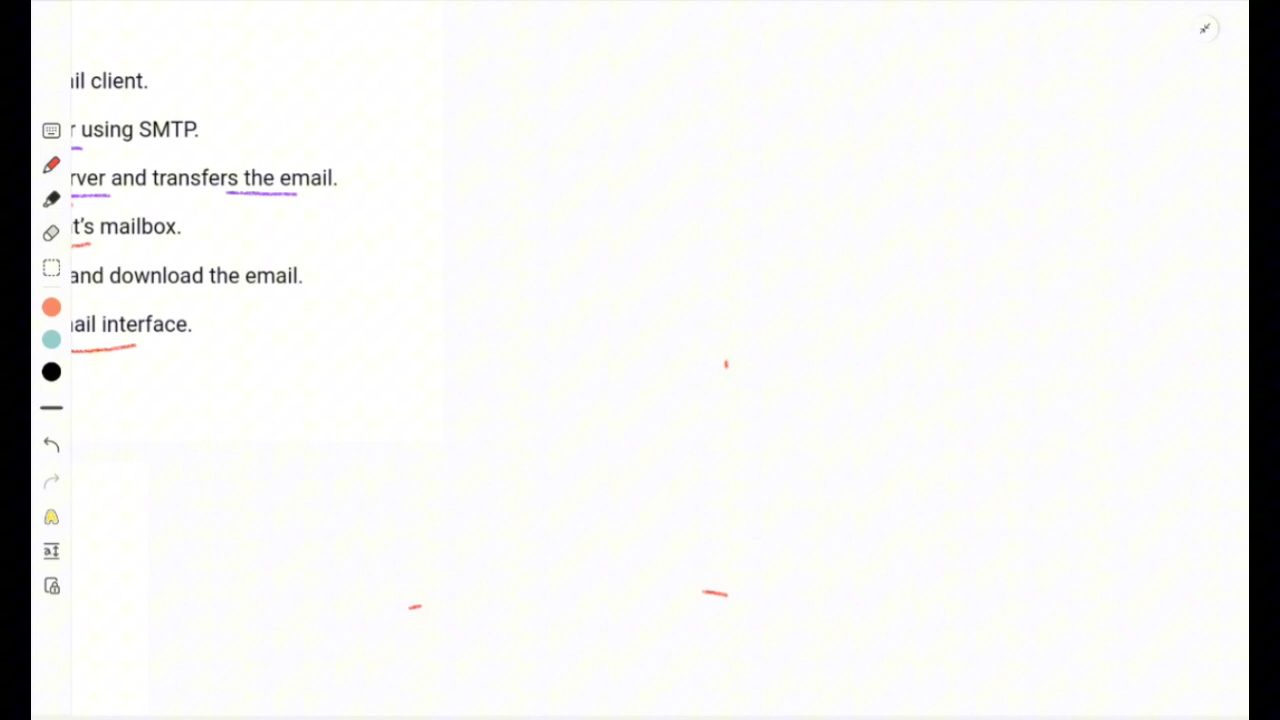 il client.
r using SMTP.
rver and transfers the email.
t's mailbox.
and download the email.
ail interface.